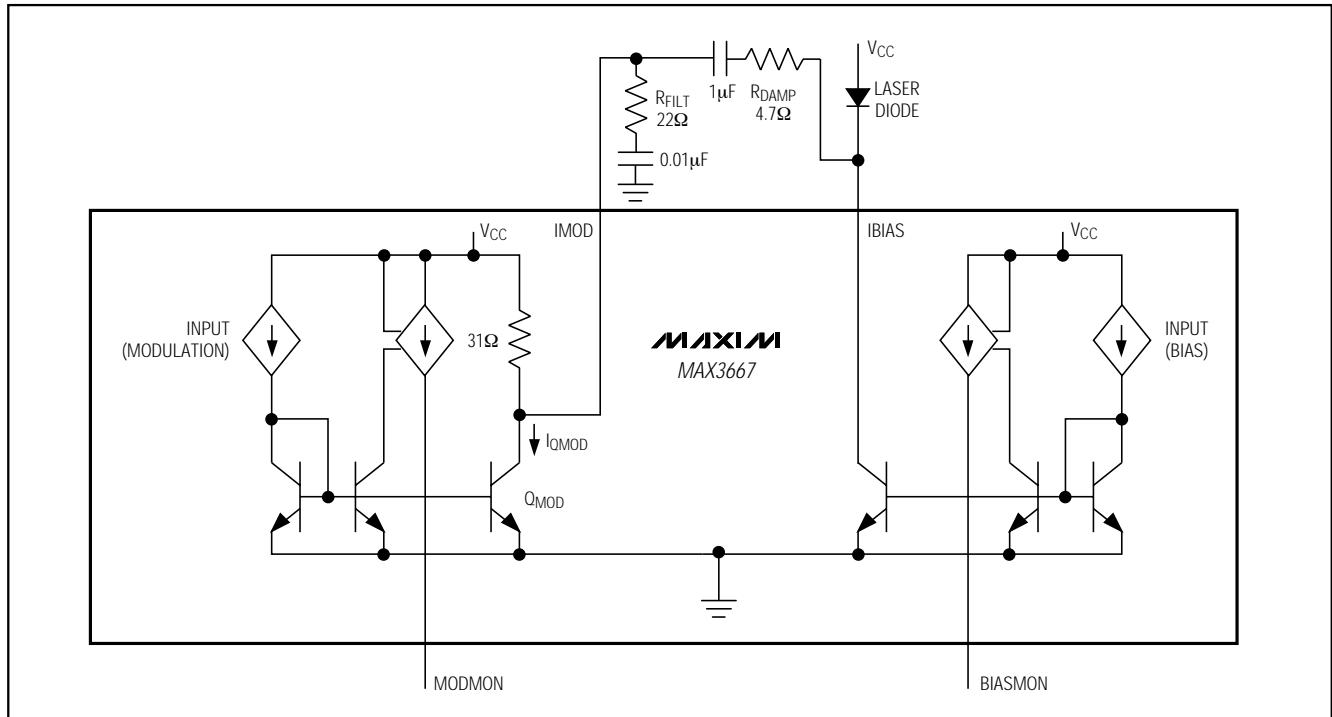 VCC
LASER
DIODE
1μF
RDAMP
4.7Ω
RFILT
22Ω
0.01μF
IMOD
IBIAS
VCC
VCC
INPUT
(MODULATION)
31Ω
MAXIM
MAX3667
INPUT
(BIAS)
IQMOD
QMOD
MODMON
BIASMON